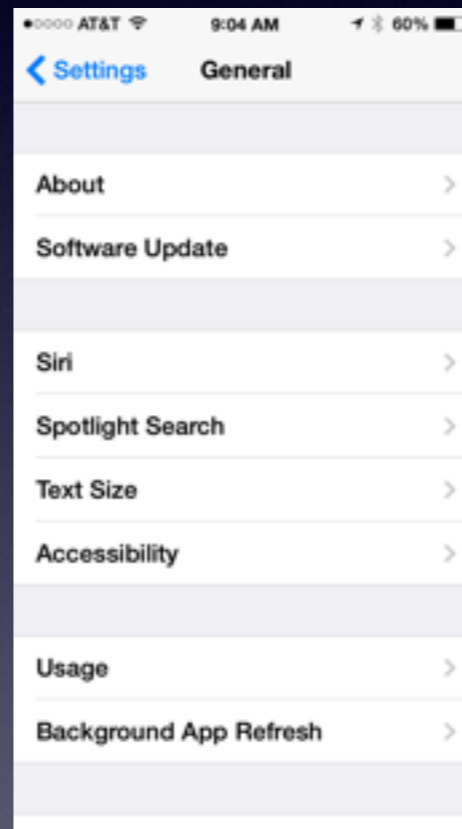 AT&T 9:04 AM 60%
Settings General
About
Software Update
Siri
Spotlight Search
Text Size
Accessibility
Usage
Background App Refresh